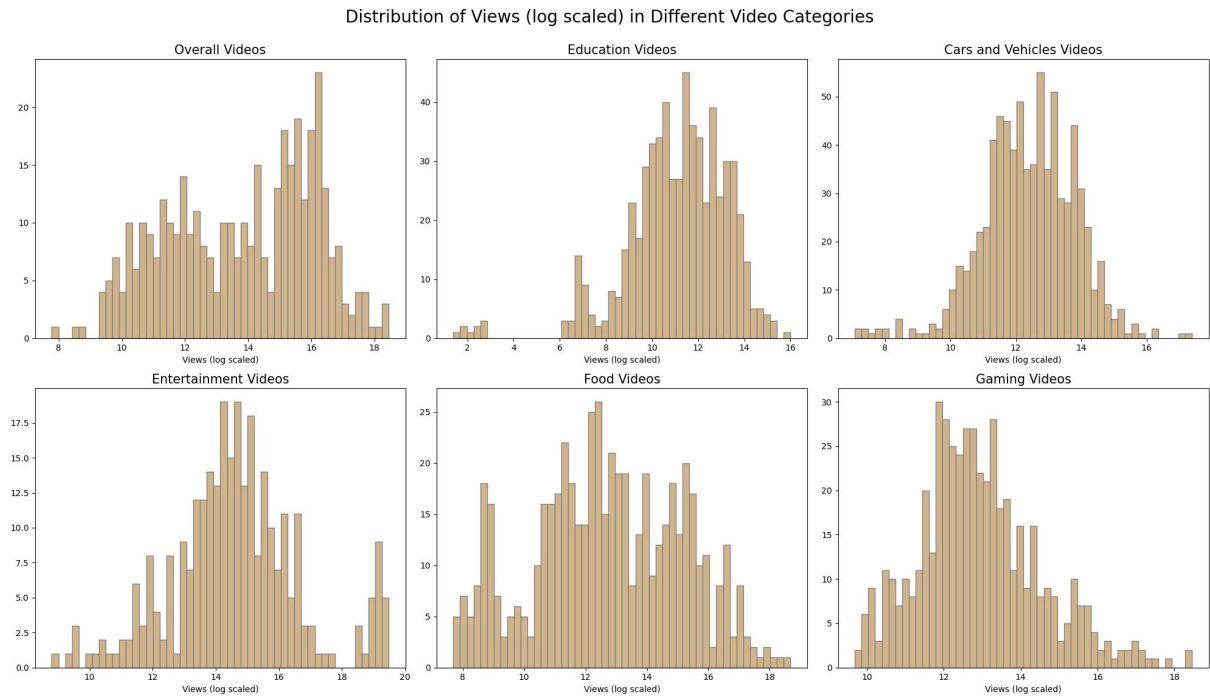 Distribution of Views (log scaled) in Different Video Categories
Overall Videos
20
15
10
5
0
8 10 12 14 16 18
Views (log scaled)
Education Videos
40
30
20
10
0
2 4 6 8 10 12 14 16
Views (log scaled)
Cars and Vehicles Videos
50
40
30
20
10
0
8 10 12 14 16
Views (log scaled)
Entertainment Videos
17.5
15.0
12.5
10.0
7.5
5.0
2.5
0.0
10 12 14 16 18 20
Views (log scaled)
Food Videos
25
20
15
10
5
0
8 10 12 14 16 18
Views (log scaled)
Gaming Videos
30
25
20
15
10
5
0
10 12 14 16 18
Views (log scaled)